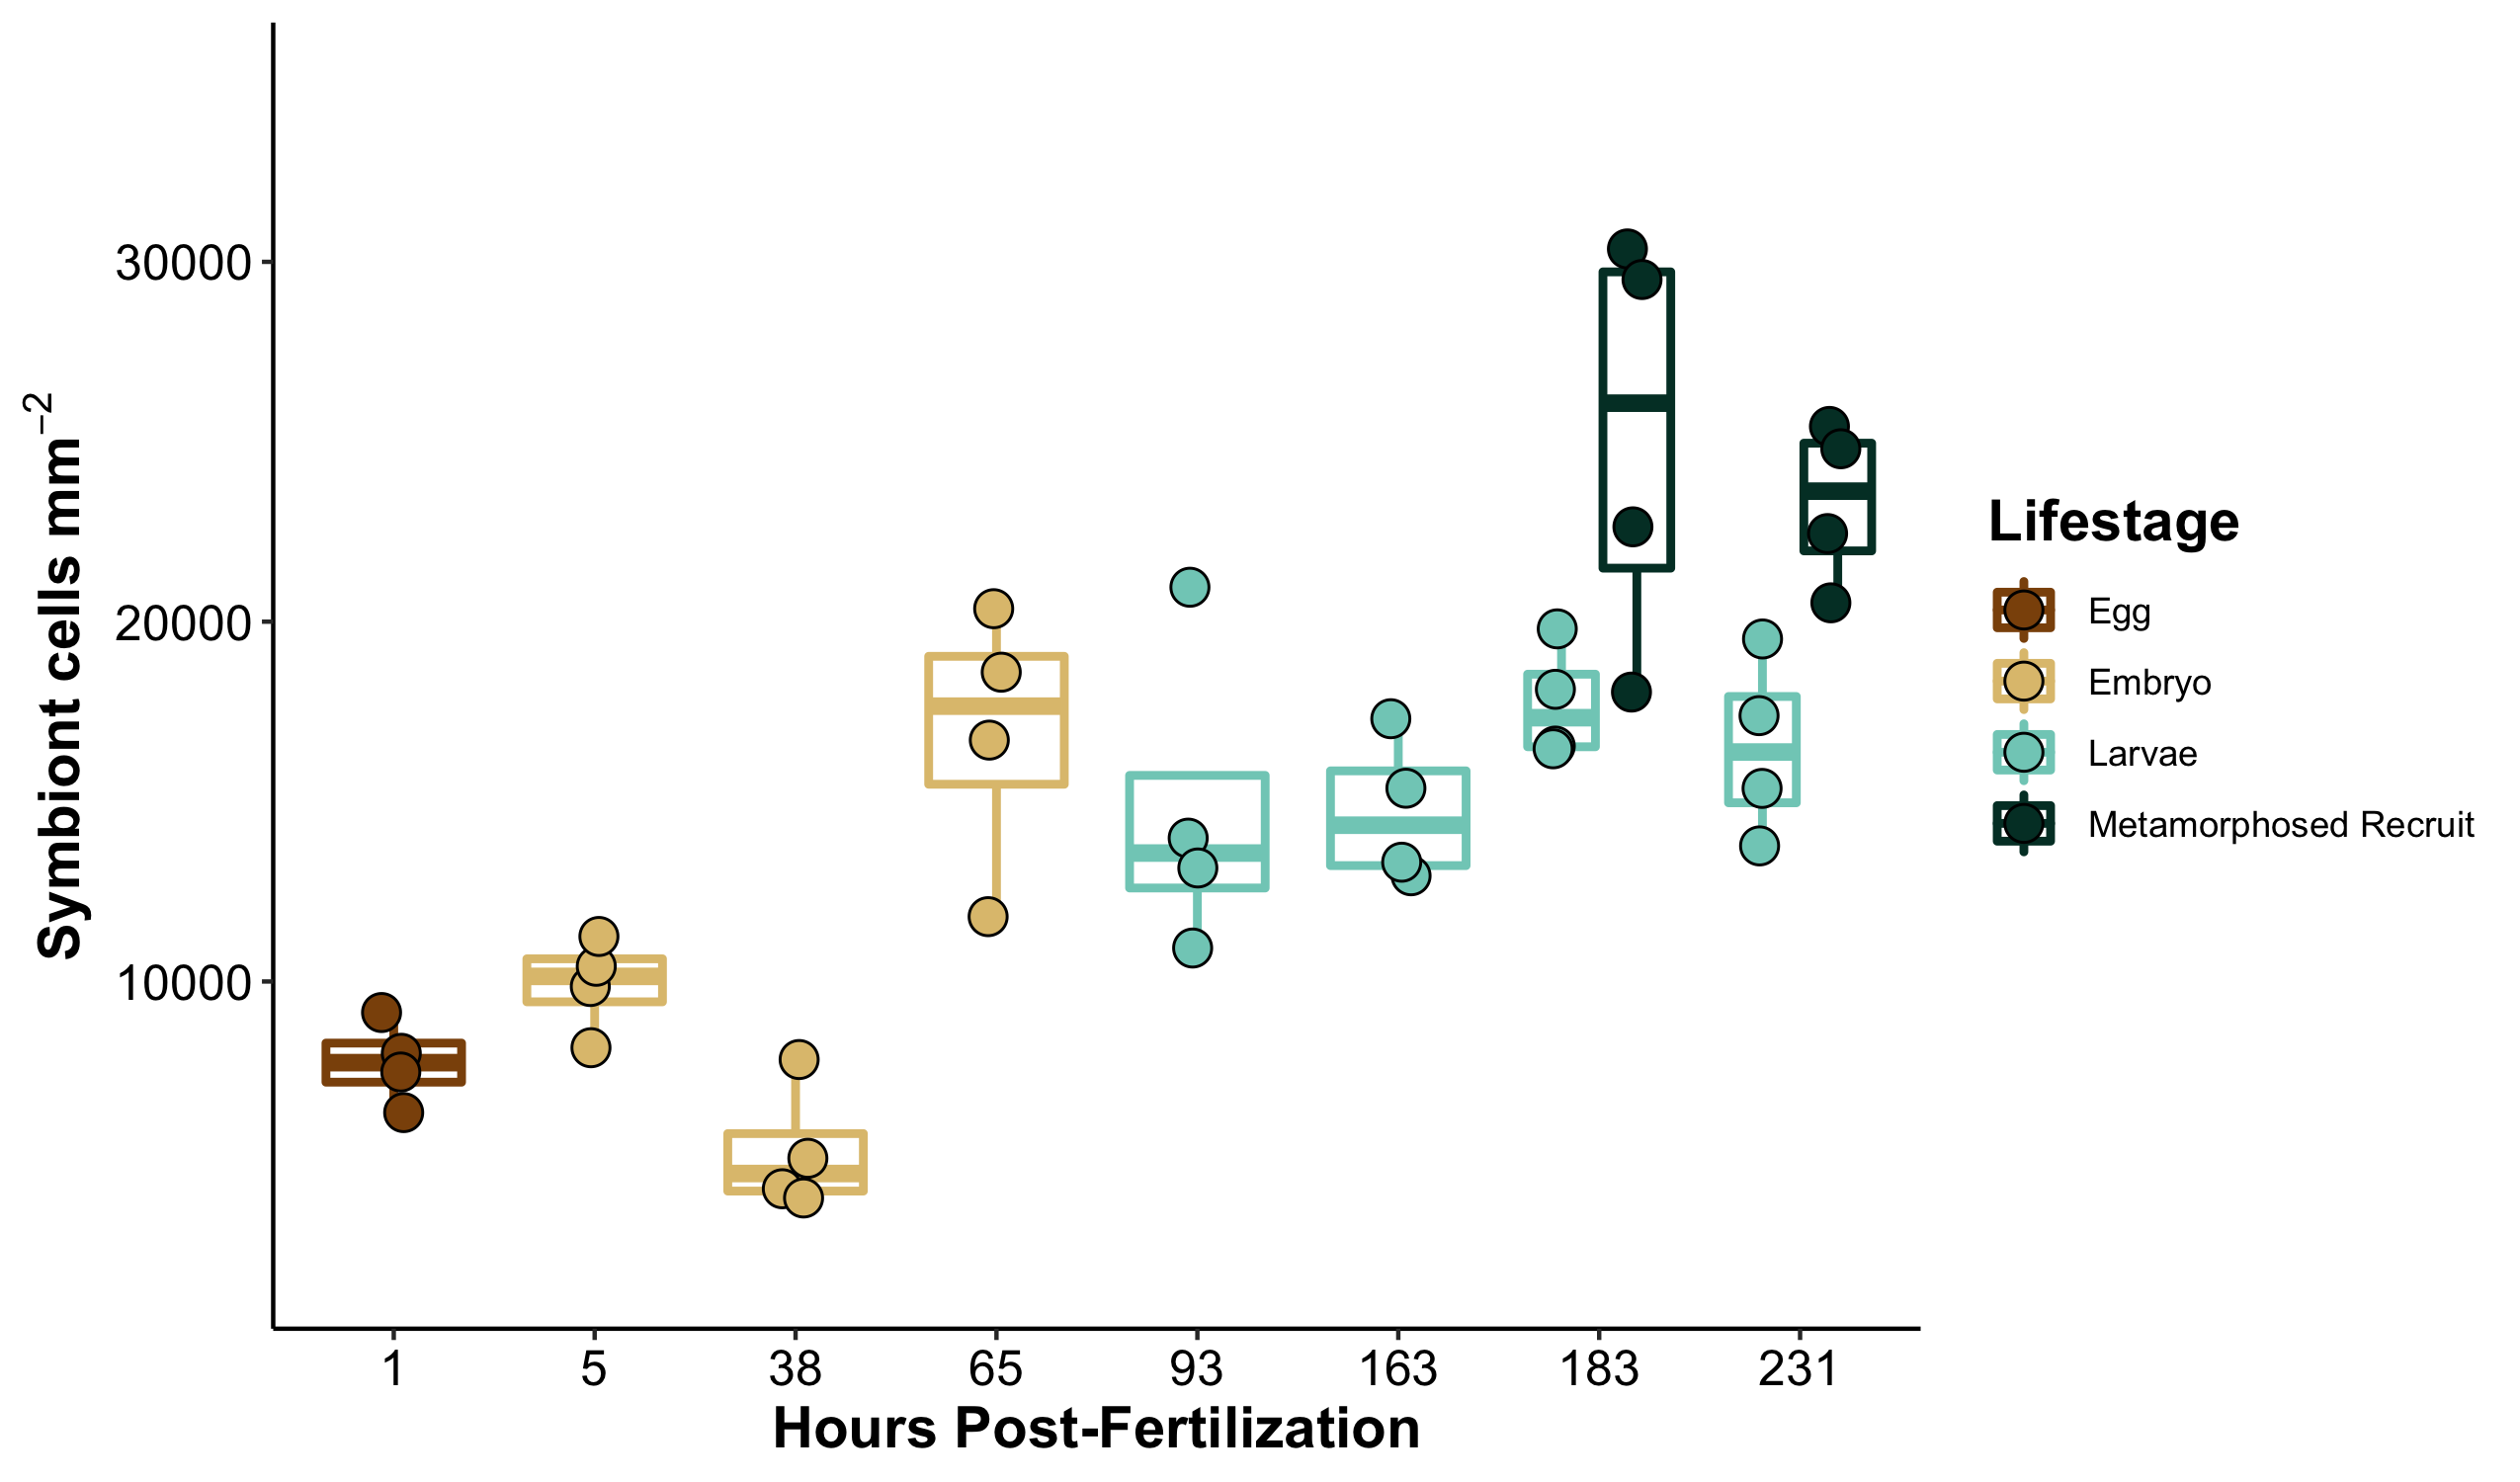 Symbiont cells mm⁻²
30000
20000
10000
1 5 38 65 93 163 183 231
Hours Post-Fertilization
Lifestage
Egg
Embryo
Larvae
Metamorphosed Recruit